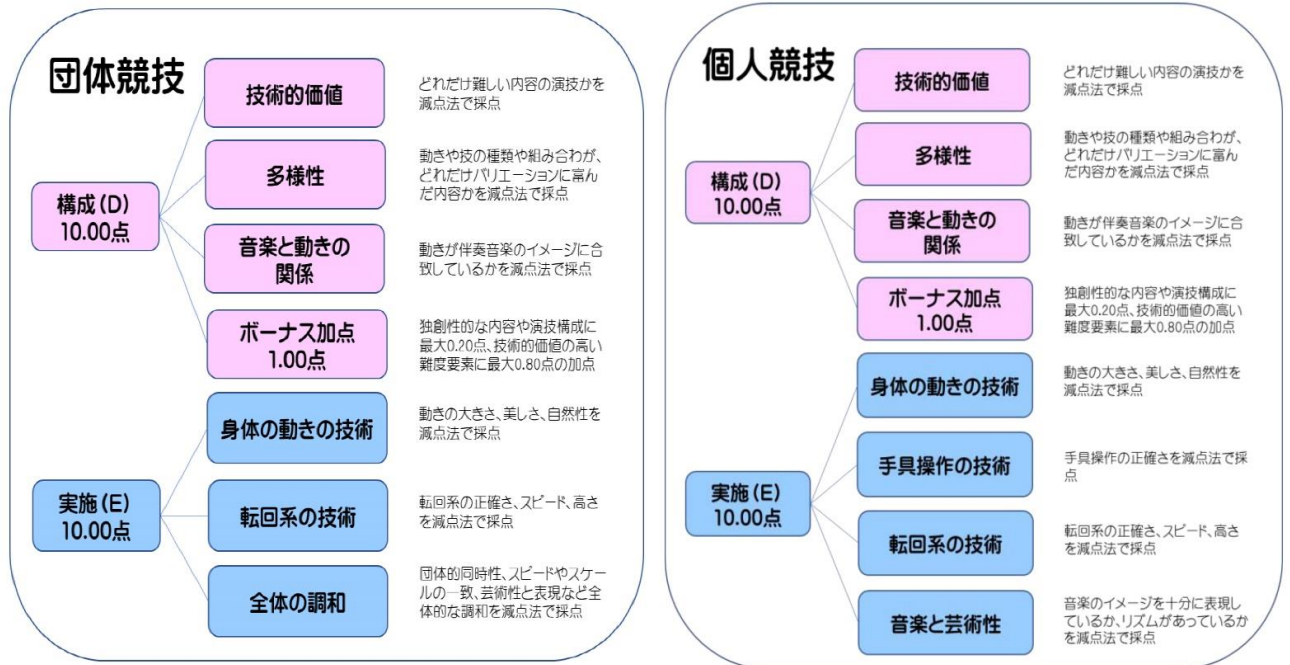 団体競技
構成(D)
10.00点
技術的価値
どれだけ難しい内容の演技かを
減点法で採点
多様性
動きや技の種類や組み合わが、
どれだけバリエーションに富ん
だ内容かを減点法で採点
音楽と動きの
関係
動きが伴奏音楽のイメージに合
致しているかを減点法で採点
ボーナス加点
1.00点
独創性的な内容や演技構成に
最大0.20点、技術的価値の高い
難度要素に最大0.80点の加点
実施(E)
10.00点
身体の動きの技術
動きの大きさ、美しさ、自然性を
減点法で採点
転回系の技術
転回系の正確さ、スピード、高さ
を減点法で採点
全体の調和
団体的同時性、スピードやスケー
ルの一致、芸術性と表現など全
体的な調和を減点法で採点
個人競技
構成(D)
10.00点
技術的価値
どれだけ難しい内容の演技かを
減点法で採点
多様性
動きや技の種類や組み合わが、
どれだけバリエーションに富ん
だ内容かを減点法で採点
音楽と動きの
関係
動きが伴奏音楽のイメージに合
致しているかを減点法で採点
ボーナス加点
1.00点
独創性的な内容や演技構成に
最大0.20点、技術的価値の高い
難度要素に最大0.80点の加点
実施(E)
10.00点
身体の動きの技術
動きの大きさ、美しさ、自然性を
減点法で採点
手具操作の技術
手具操作の正確さを減点法で採
点
転回系の技術
転回系の正確さ、スピード、高さ
を減点法で採点
音楽と芸術性
音楽のイメージを十分に表現し
ているか、リズムがあっているか
を減点法で採点